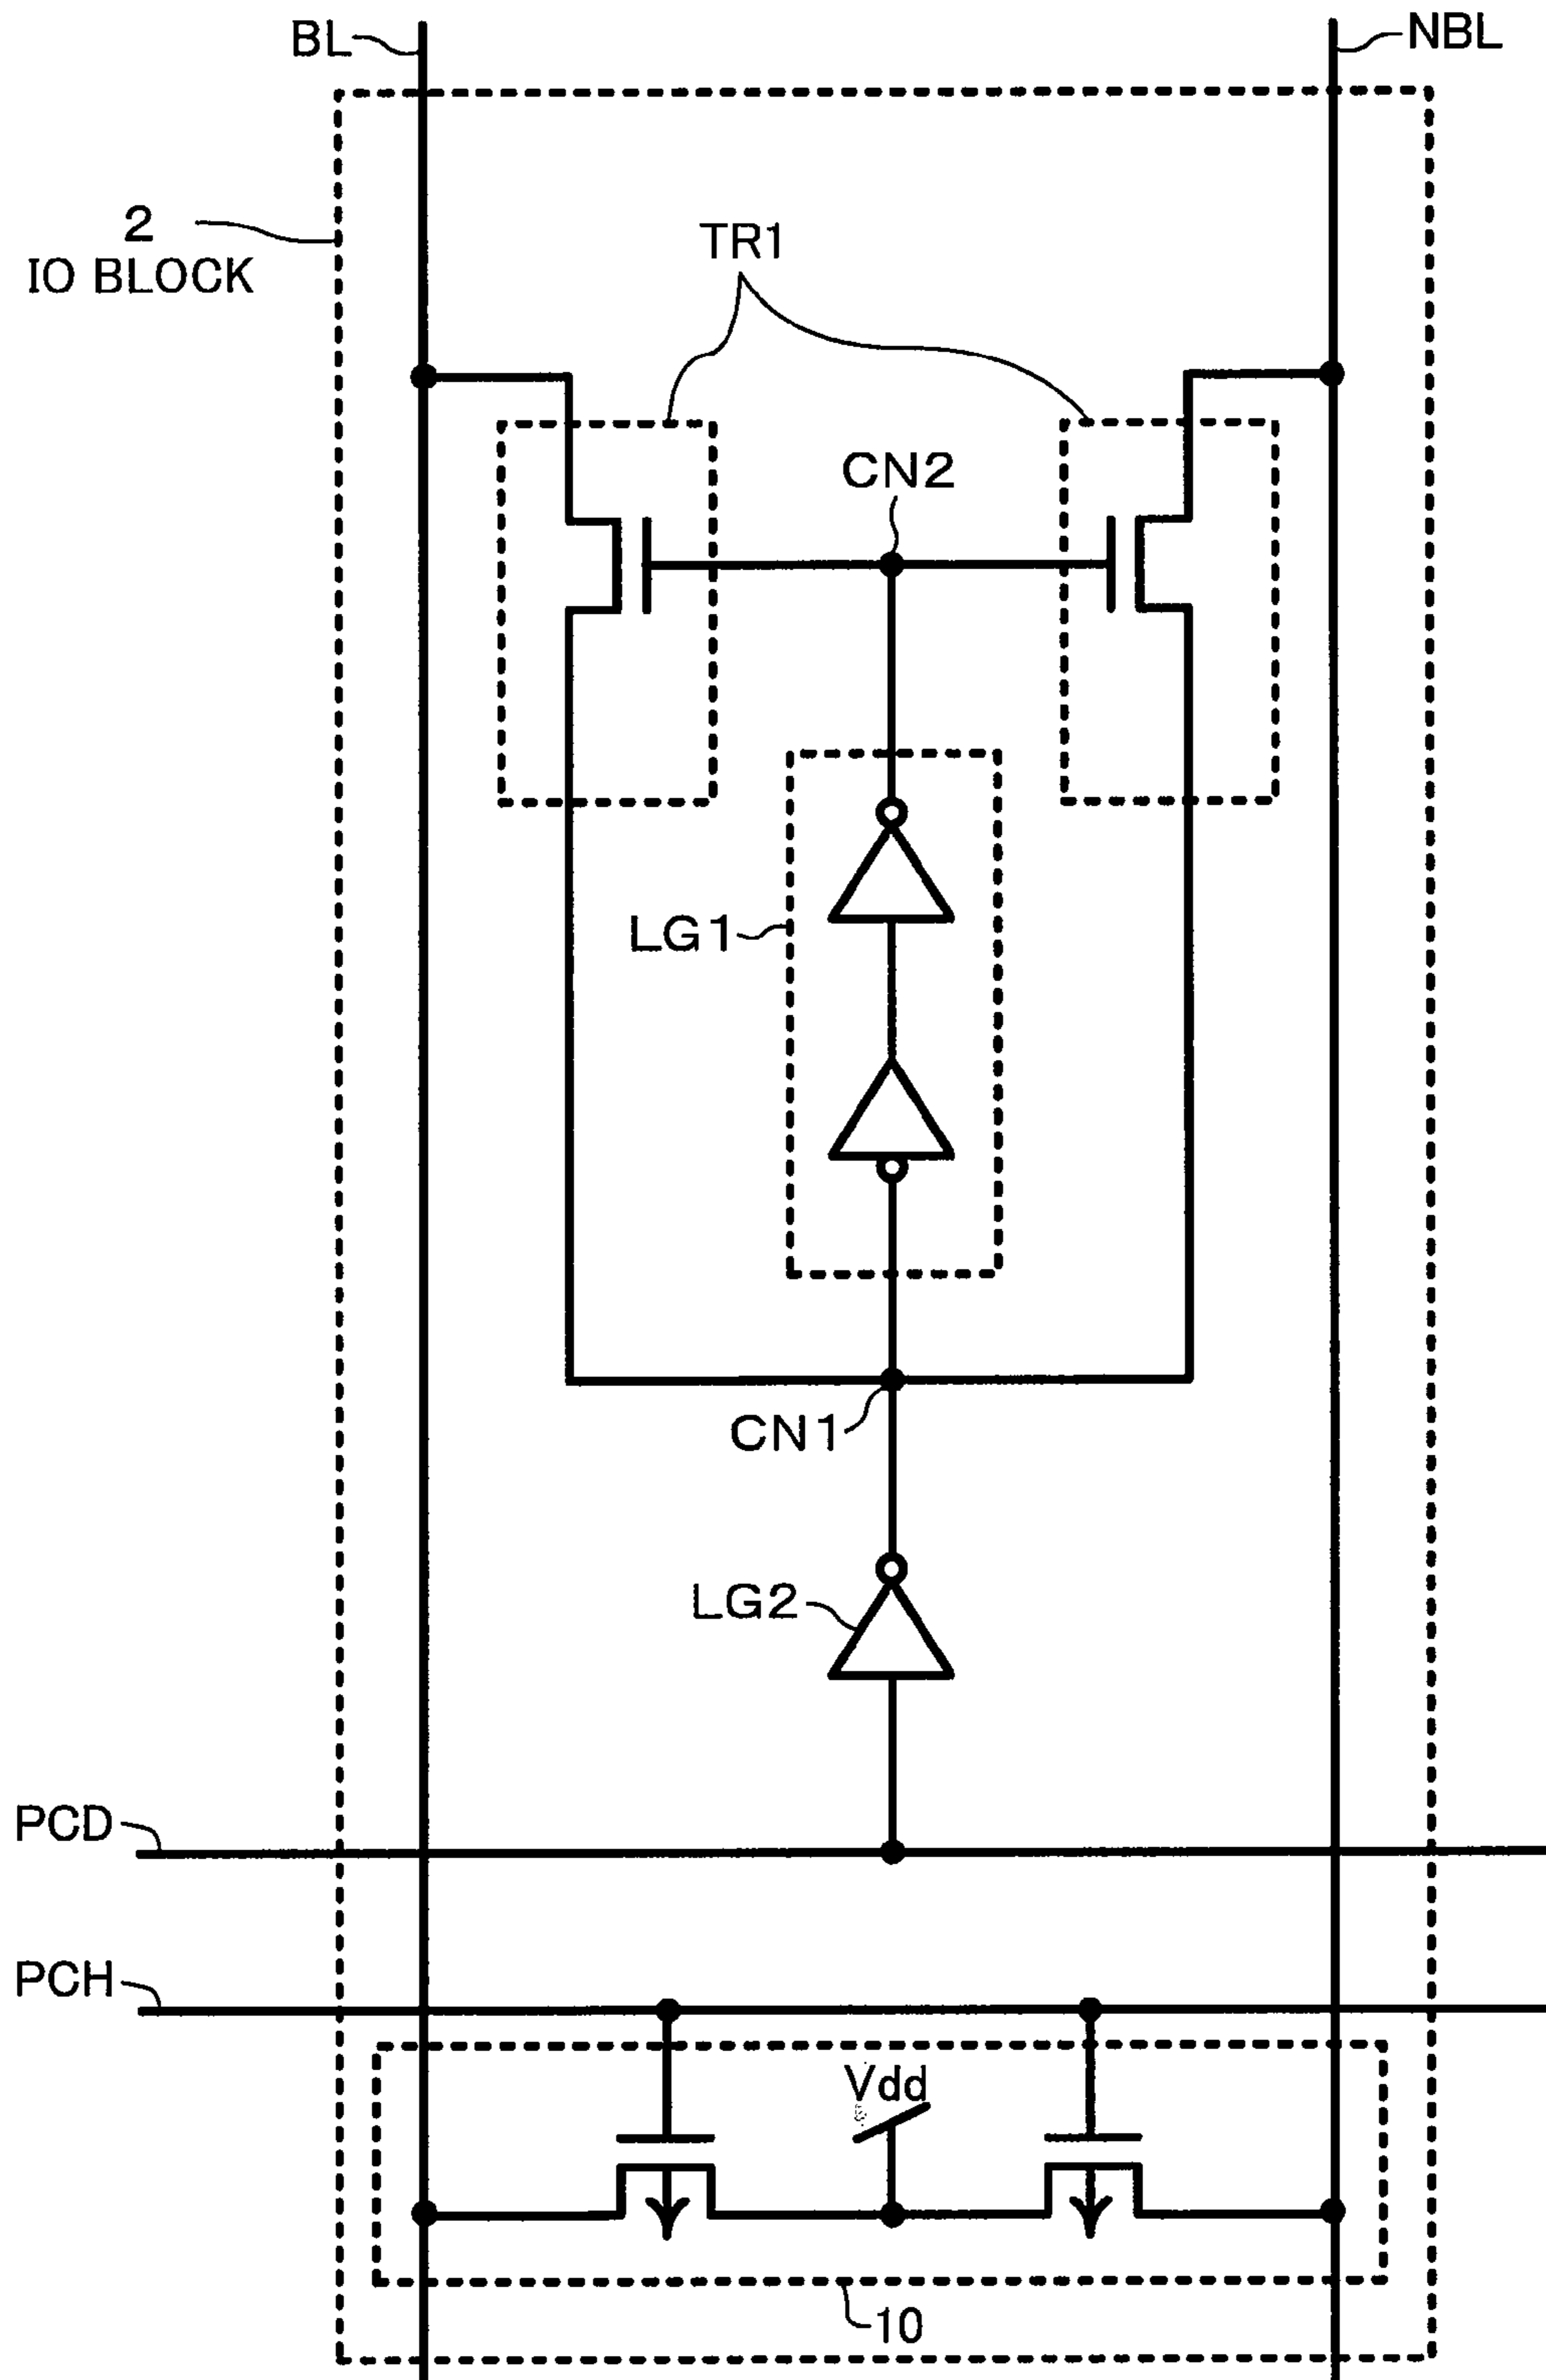 BL
NBL
2
IO BLOCK
TR1
CN2
LG1
CN1
LG2
PCD
PCH
Vdd
10